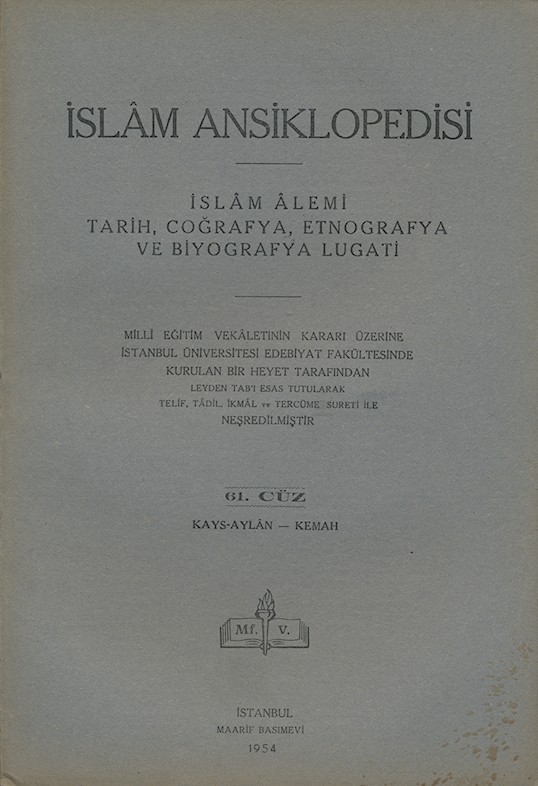 İSLÂM ANSİKLOPEDİSİ
İSLÂM ÂLEMİ
TARİH, COĞRAFYA, ETNOGRAFYA
VE BİYOGRAFYA LUGATİ
MİLLİ EĞİTİM VEKÂLETİNİN KARARI ÜZERİNE
İSTANBUL ÜNİVERSİTESİ EDEBİYAT FAKÜLTESİNDE
KURULAN BİR HEYET TARAFINDAN
LEYDEN TAB'I ESAS TUTULARAK
TELİF, TÂDİL, İKMÂL ve TERCÜME SURETİ İLE
NEŞREDİLMİŞTİR
61. CÜZ
KAYS-AYLÂN — KEMAH
Mf. V.
İSTANBUL
MAARİF BASIMEVİ
1954